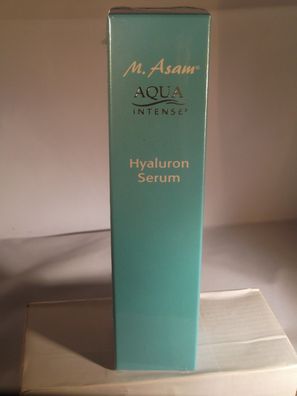 M. Asam®
AQUA
INTENSE®
Hyaluron
Serum